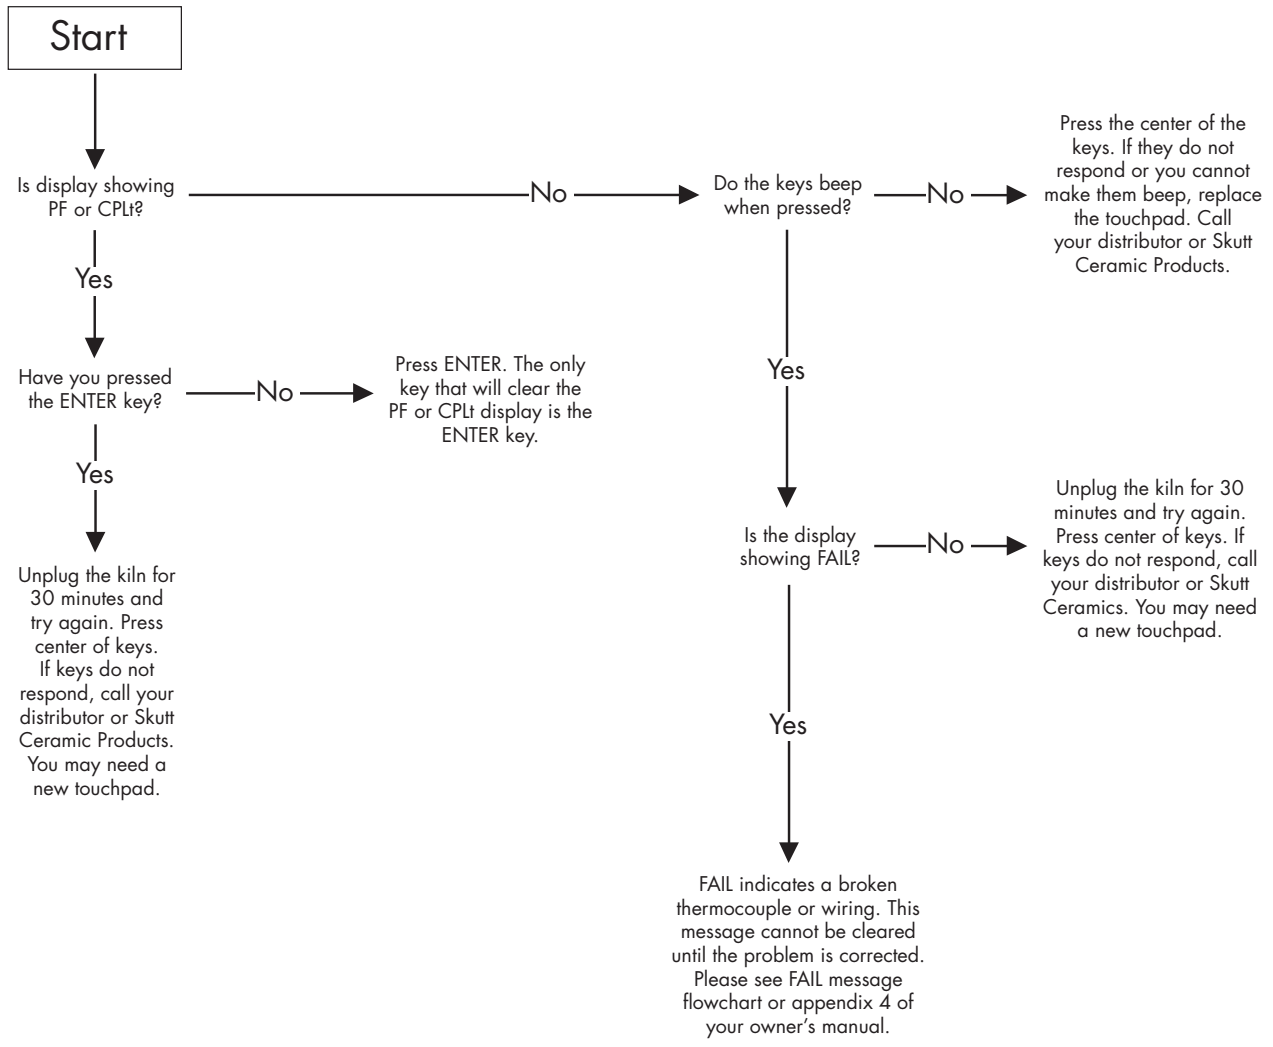 Start
Is display showing
PF or CPLt?
No
Do the keys beep
when pressed?
No
Press the center of the
keys. If they do not
respond or you cannot
make them beep, replace
the touchpad. Call
your distributor or Skutt
Ceramic Products.
Yes
Have you pressed
the ENTER key?
No
Press ENTER. The only
key that will clear the
PF or CPLt display is the
ENTER key.
Yes
Yes
Unplug the kiln for
30 minutes and
try again. Press
center of keys.
If keys do not
respond, call your
distributor or Skutt
Ceramic Products.
You may need a
new touchpad.
Is the display
showing FAIL?
No
Unplug the kiln for 30
minutes and try again.
Press center of keys. If
keys do not respond, call
your distributor or Skutt
Ceramics. You may need
a new touchpad.
Yes
FAIL indicates a broken
thermocouple or wiring. This
message cannot be cleared
until the problem is corrected.
Please see FAIL message
flowchart or appendix 4 of
your owner's manual.